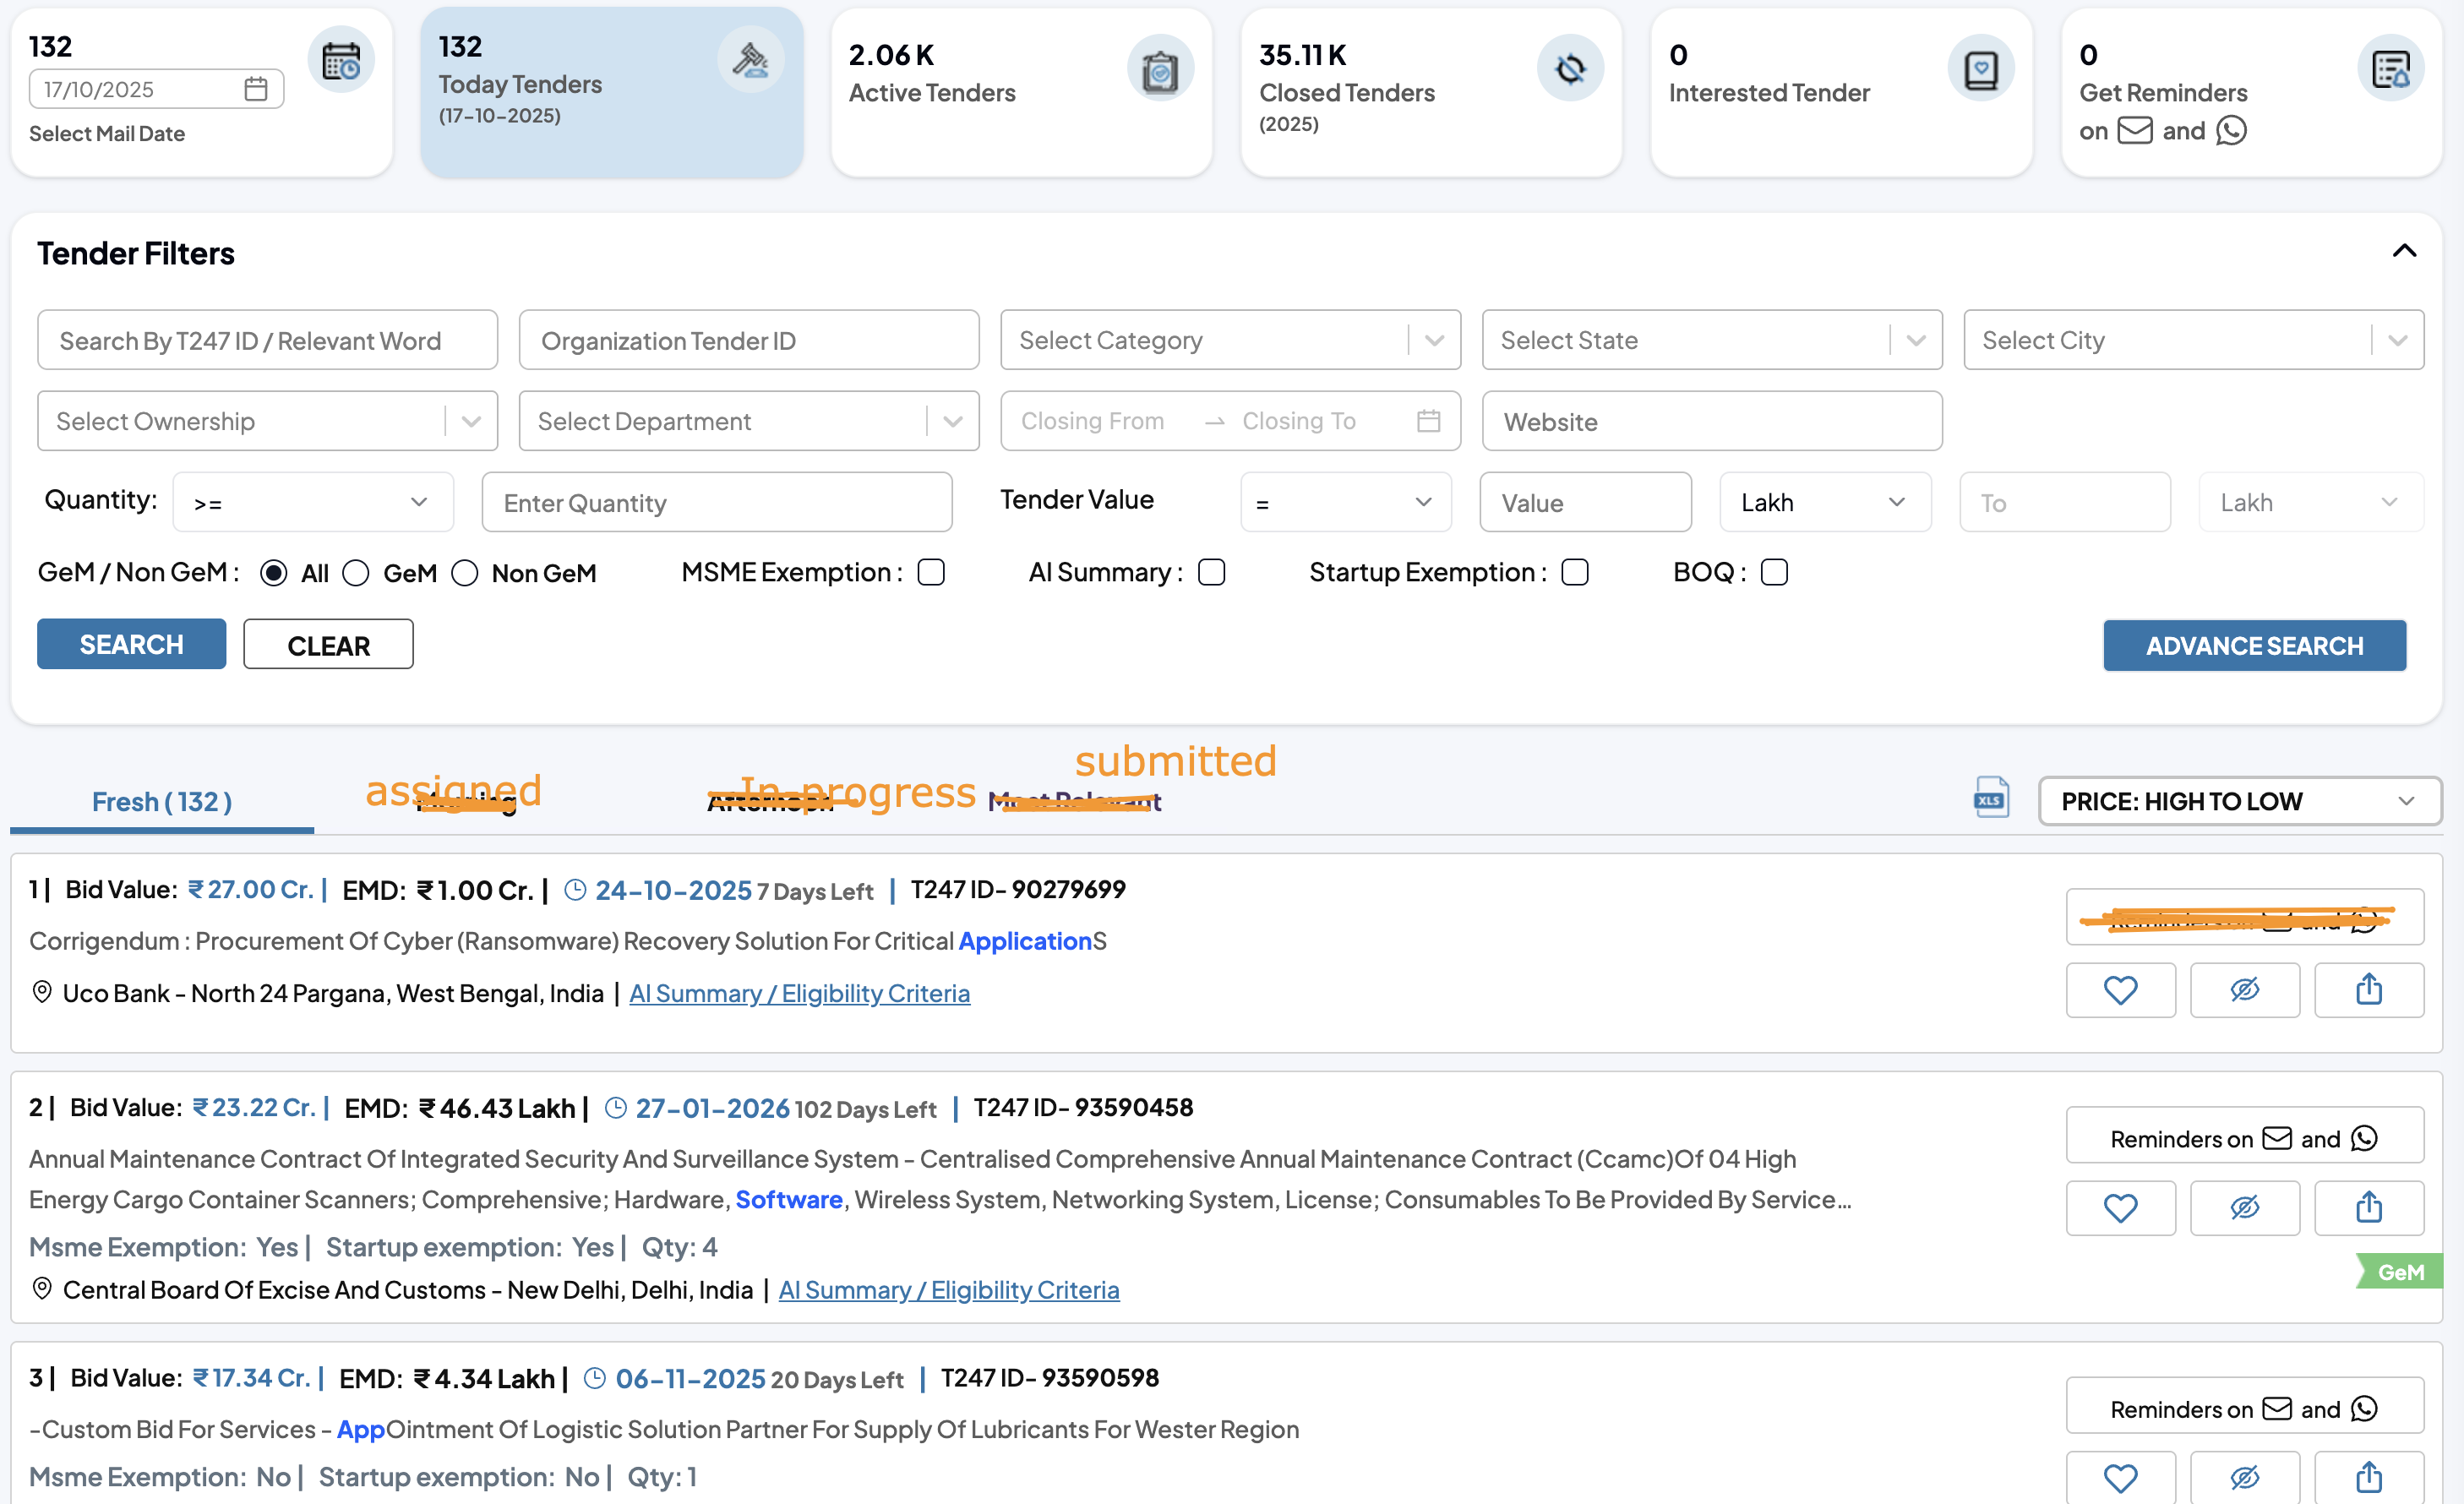 132
17/10/2025
Select Mail Date
132
Today Tenders
(17-10-2025)
2.06 K
Active Tenders
35.11 K
Closed Tenders
(2025)
0
Interested Tender
0
Get Reminders
on and
Tender Filters
Search By T247 ID / Relevant Word
Organization Tender ID
Select Category
Select State
Select City
Select Ownership
Select Department
Closing From → Closing To
Website
Quantity: >= Enter Quantity
Tender Value = Value Lakh To Lakh
GeM / Non GeM : All GeM Non GeM MSME Exemption : AI Summary : Startup Exemption : BOQ :
SEARCH CLEAR ADVANCE SEARCH
submitted
assigned In-progress
Fresh ( 132 ) Afternoon Most Relevant XLS PRICE: HIGH TO LOW
1 | Bid Value: ₹ 27.00 Cr. | EMD: ₹ 1.00 Cr. | 24-10-2025 7 Days Left | T247 ID- 90279699
Corrigendum : Procurement Of Cyber (Ransomware) Recovery Solution For Critical ApplicationS
Uco Bank - North 24 Pargana, West Bengal, India | AI Summary / Eligibility Criteria
Reminders on and
2 | Bid Value: ₹ 23.22 Cr. | EMD: ₹ 46.43 Lakh | 27-01-2026 102 Days Left | T247 ID- 93590458
Annual Maintenance Contract Of Integrated Security And Surveillance System - Centralised Comprehensive Annual Maintenance Contract (Ccamc)Of 04 High
Energy Cargo Container Scanners; Comprehensive; Hardware, Software, Wireless System, Networking System, License; Consumables To Be Provided By Service...
Msme Exemption: Yes | Startup exemption: Yes | Qty: 4
Central Board Of Excise And Customs - New Delhi, Delhi, India | AI Summary / Eligibility Criteria
Reminders on and
GeM
3 | Bid Value: ₹ 17.34 Cr. | EMD: ₹ 4.34 Lakh | 06-11-2025 20 Days Left | T247 ID- 93590598
-Custom Bid For Services - AppOintment Of Logistic Solution Partner For Supply Of Lubricants For Wester Region
Msme Exemption: No | Startup exemption: No | Qty: 1
Reminders on and